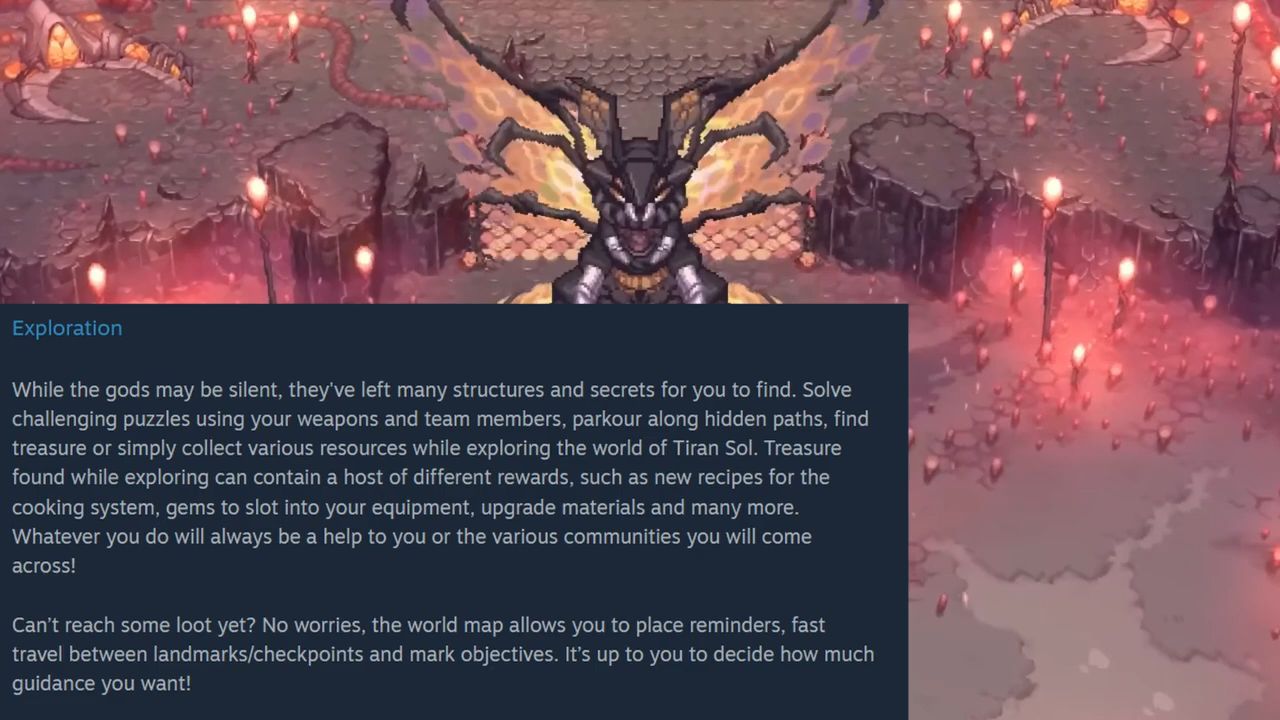 Exploration
While the gods may be silent, they've left many structures and secrets for you to find. Solve
challenging puzzles using your weapons and team members, parkour along hidden paths, find
treasure or simply collect various resources while exploring the world of Tiran Sol. Treasure
found while exploring can contain a host of different rewards, such as new recipes for the
cooking system, gems to slot into your equipment, upgrade materials and many more.
Whatever you do will always be a help to you or the various communities you will come
across!
Can’t reach some loot yet? No worries, the world map allows you to place reminders, fast
travel between landmarks/checkpoints and mark objectives. It’s up to you to decide how much
guidance you want!